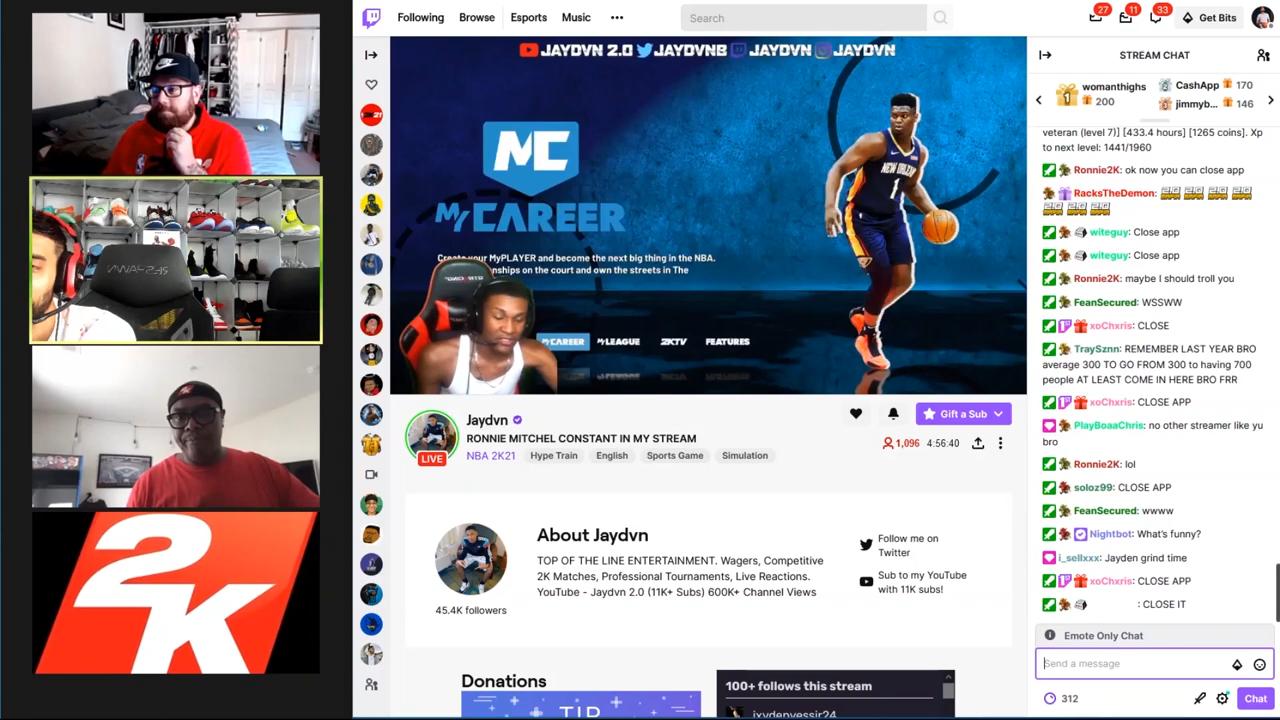 Following
Browse
Esports
Music
Search
27
11
33
Get Bits
JAYDVN 2.0 JAYDVNB JAYDVN JAYDVN
MC
MyCAREER
Create your MyPLAYER and become the next big thing in the NBA.
nships on the court and own the streets in The
CAREER
MyLEAGUE
2KTV
FEATURES
NEW ORLEANS
1
Jaydvn
RONNIE MITCHEL CONSTANT IN MY STREAM
NBA 2K21
Hype Train
English
Sports Game
Simulation
LIVE
Gift a Sub
1,096
4:56:40
About Jaydvn
TOP OF THE LINE ENTERTAINMENT. Wagers, Competitive
2K Matches, Professional Tournaments, Live Reactions.
YouTube - Jaydvn 2.0 (11K+ Subs) 600K+ Channel Views
45.4K followers
Follow me on
Twitter
Sub to my YouTube
with 11K subs!
Donations
TIP
100+ follows this stream
STREAM CHAT
1
womanthighs
200
CashApp 170
jimmyb... 146
veteran (level 7)] [433.4 hours] [1265 coins]. Xp
to next level: 1441/1960
Ronnie2K: ok now you can close app
RacksTheDemon:
witeguy: Close app
witeguy: Close app
Ronnie2K: maybe I should troll you
FeanSecured: WSSWW
xoChxris: CLOSE
TraySznn: REMEMBER LAST YEAR BRO
average 300 TO GO FROM 300 to having 700
people AT LEAST COME IN HERE BRO FRR
xoChxris: CLOSE APP
PlayBoaaChris: no other streamer like yu
bro
Ronnie2K: lol
soloz99: CLOSE APP
FeanSecured: wwww
Nightbot: What's funny?
i_sellxxx: Jayden grind time
xoChxris: CLOSE APP
: CLOSE IT
Emote Only Chat
Send a message
312
Chat
2K